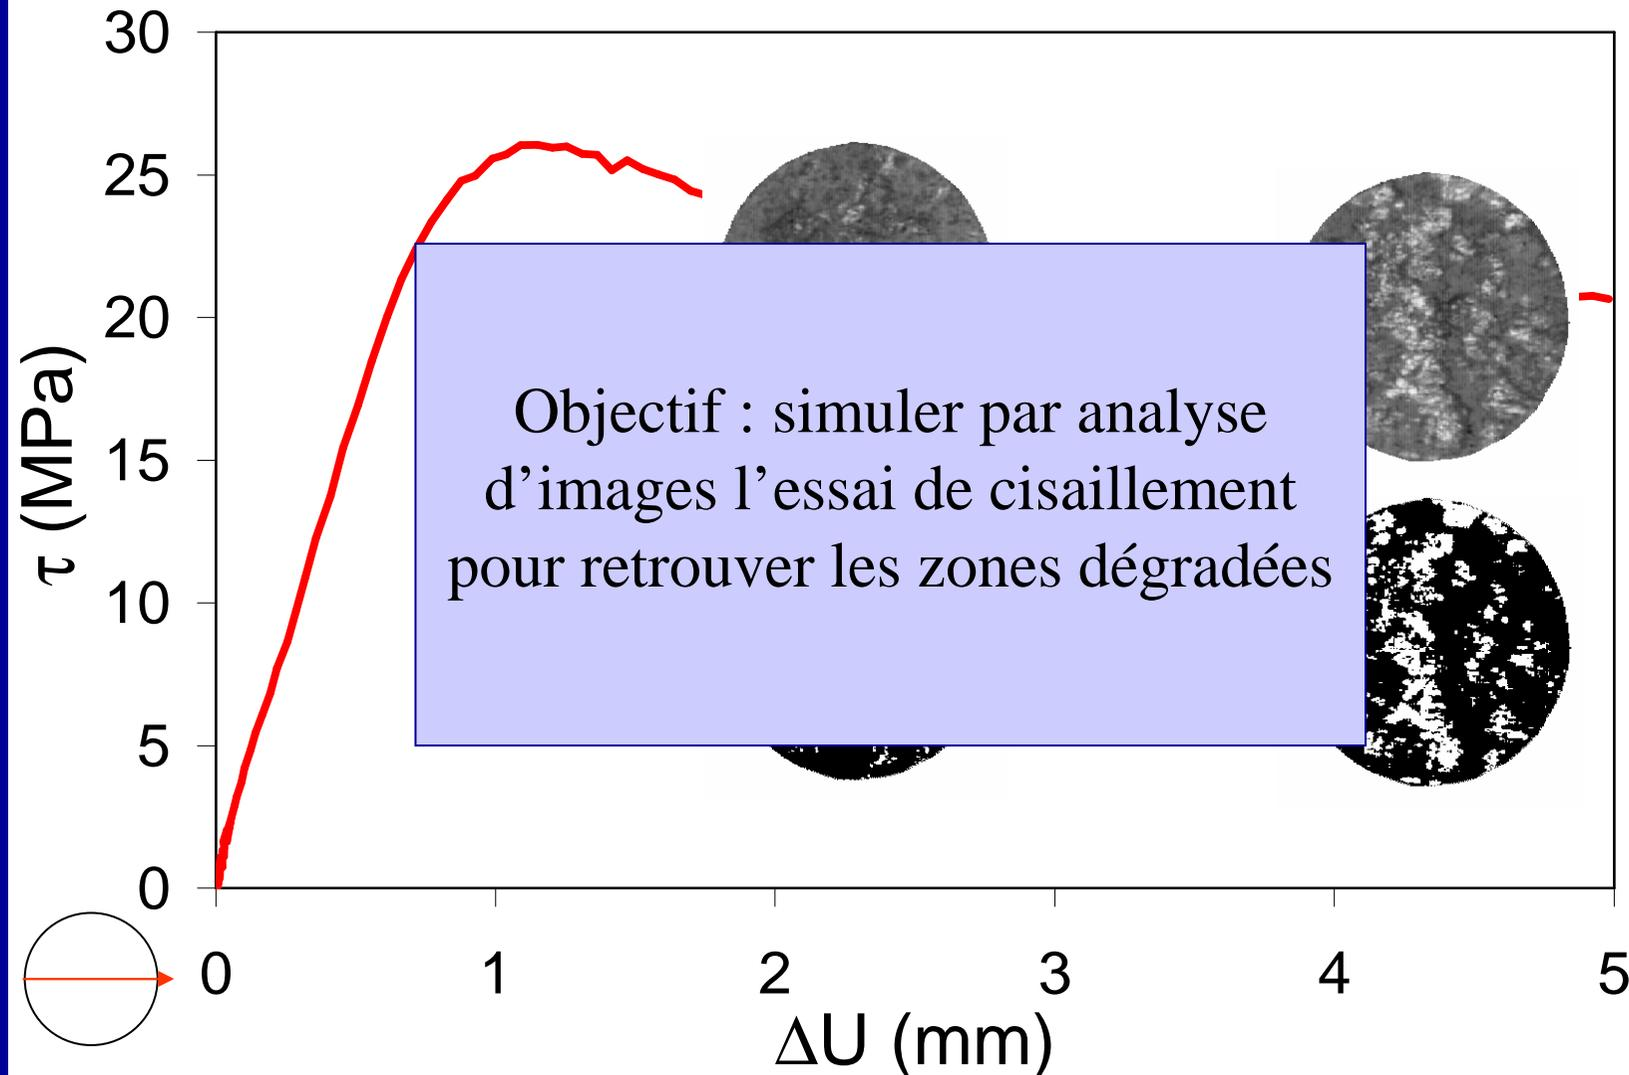 30
25
20
15
10
5
0
τ (MPa)
Objectif : simuler par analyse
d’images l’essai de cisaillement
pour retrouver les zones dégradées
0 1 2 3 4 5
ΔU (mm)